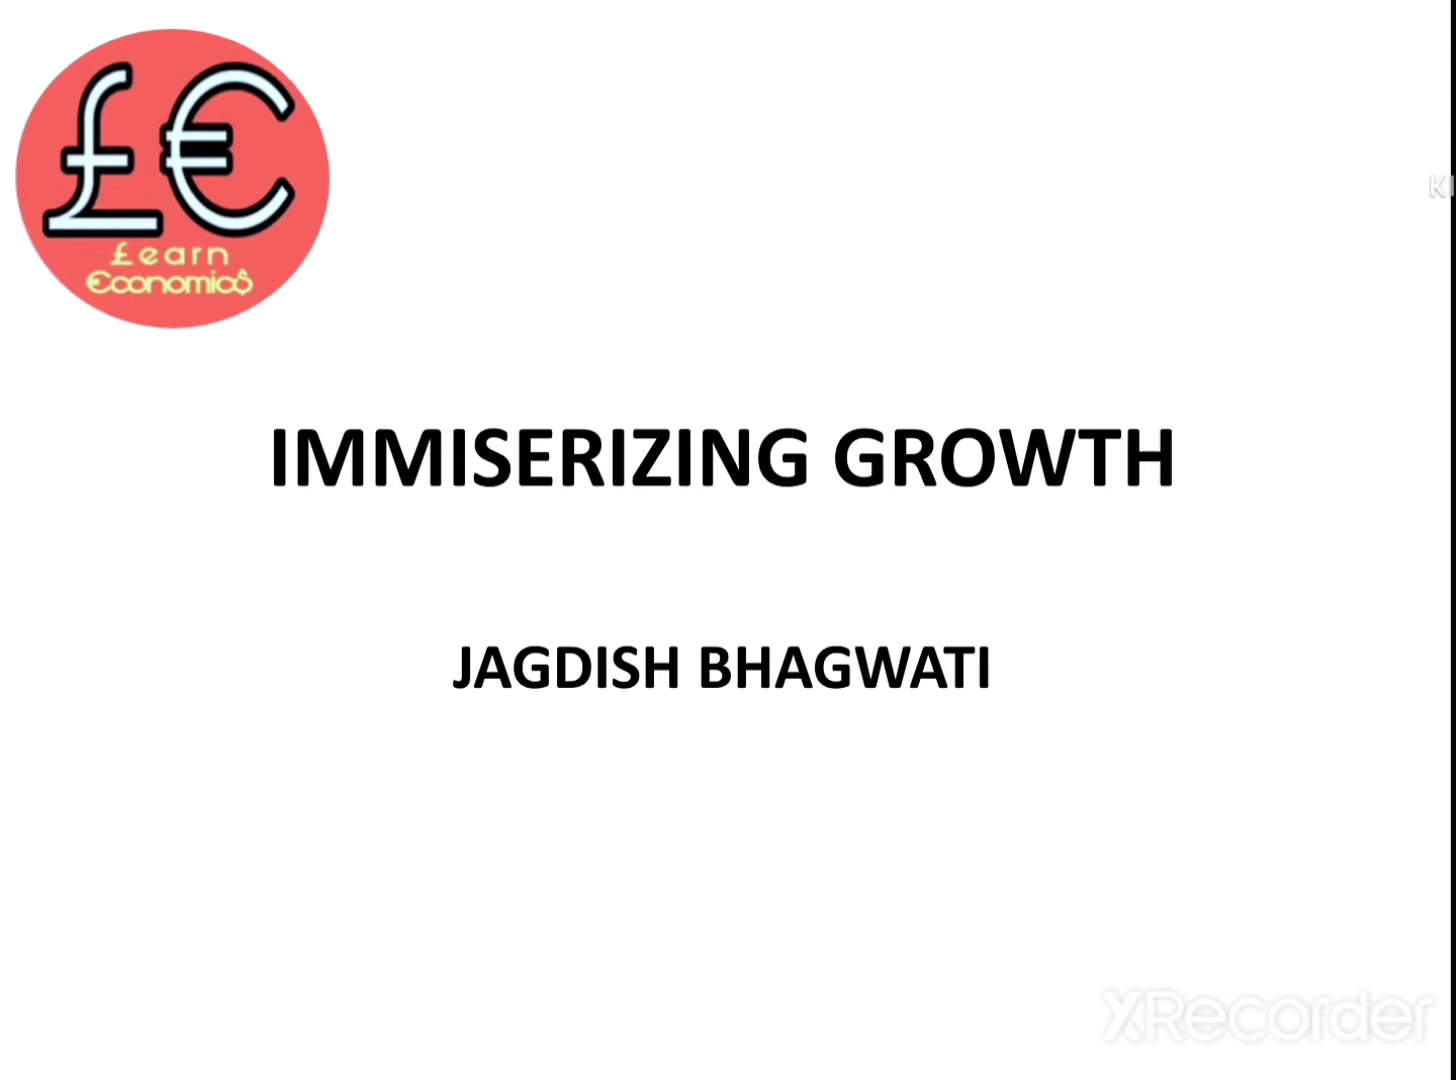 £€
£earn
€conomic$
IMMISERIZING GROWTH
JAGDISH BHAGWATI
XRecorder